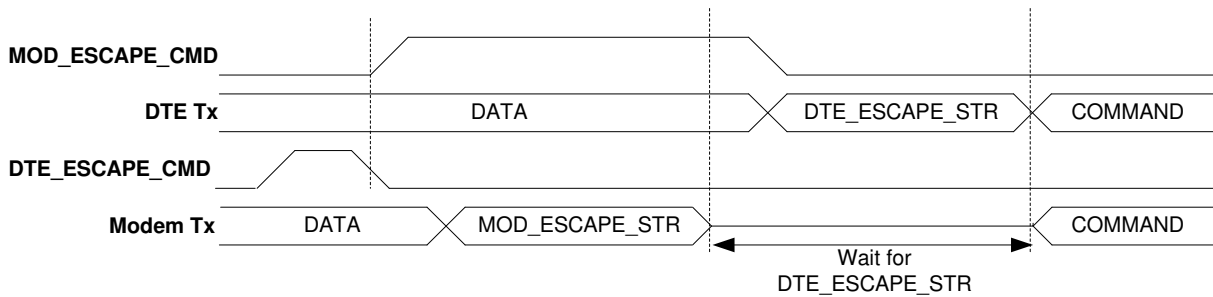 MOD_ESCAPE_CMD
DTE Tx
DATA
DTE_ESCAPE_STR
COMMAND
DTE_ESCAPE_CMD
Modem Tx
DATA
MOD_ESCAPE_STR
COMMAND
Wait for
DTE_ESCAPE_STR